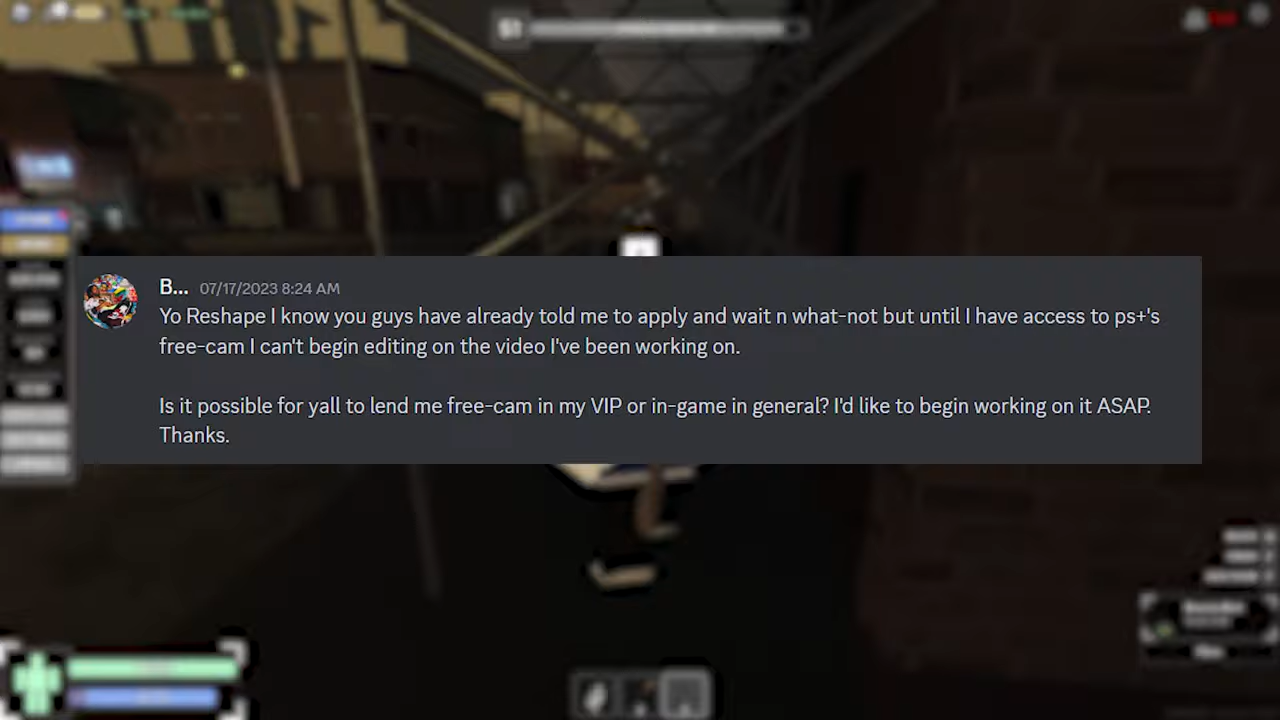 B... 07/17/2023 8:24 AM
Yo Reshape I know you guys have already told me to apply and wait n what-not but until I have access to ps+'s
free-cam I can't begin editing on the video I've been working on.
Is it possible for yall to lend me free-cam in my VIP or in-game in general? I'd like to begin working on it ASAP.
Thanks.